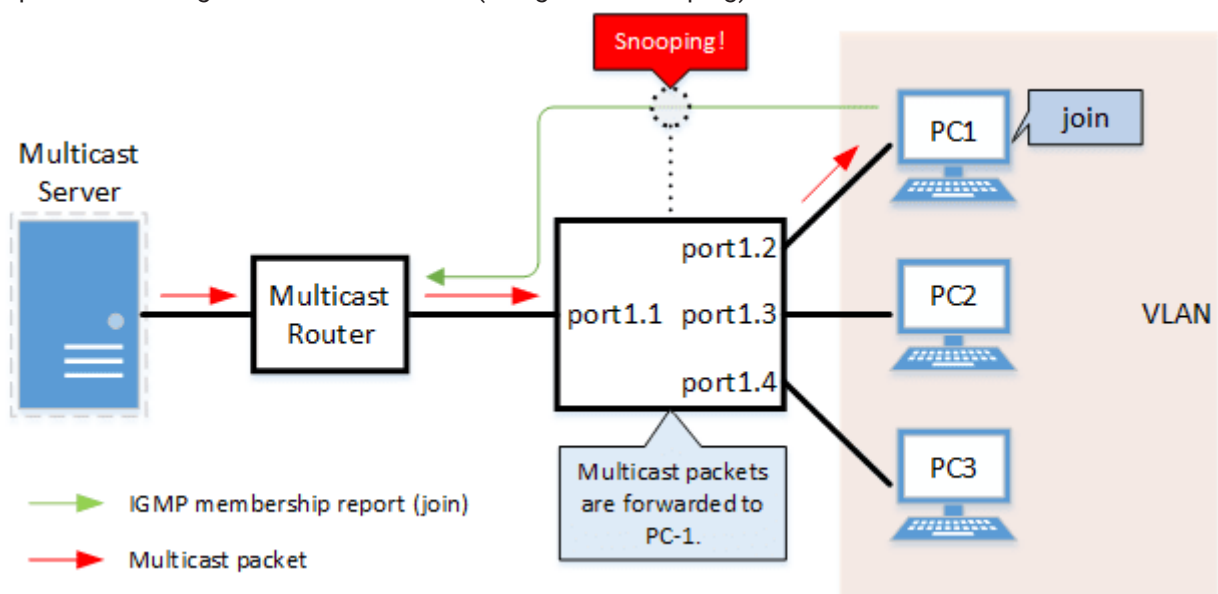 Snooping!
PC1
join
Multicast
Server
port1.2
Multicast
Router
port1.1
port1.3
PC2
VLAN
port1.4
PC3
Multicast packets
are forwarded to
PC-1.
IGMP membership report (join)
Multicast packet